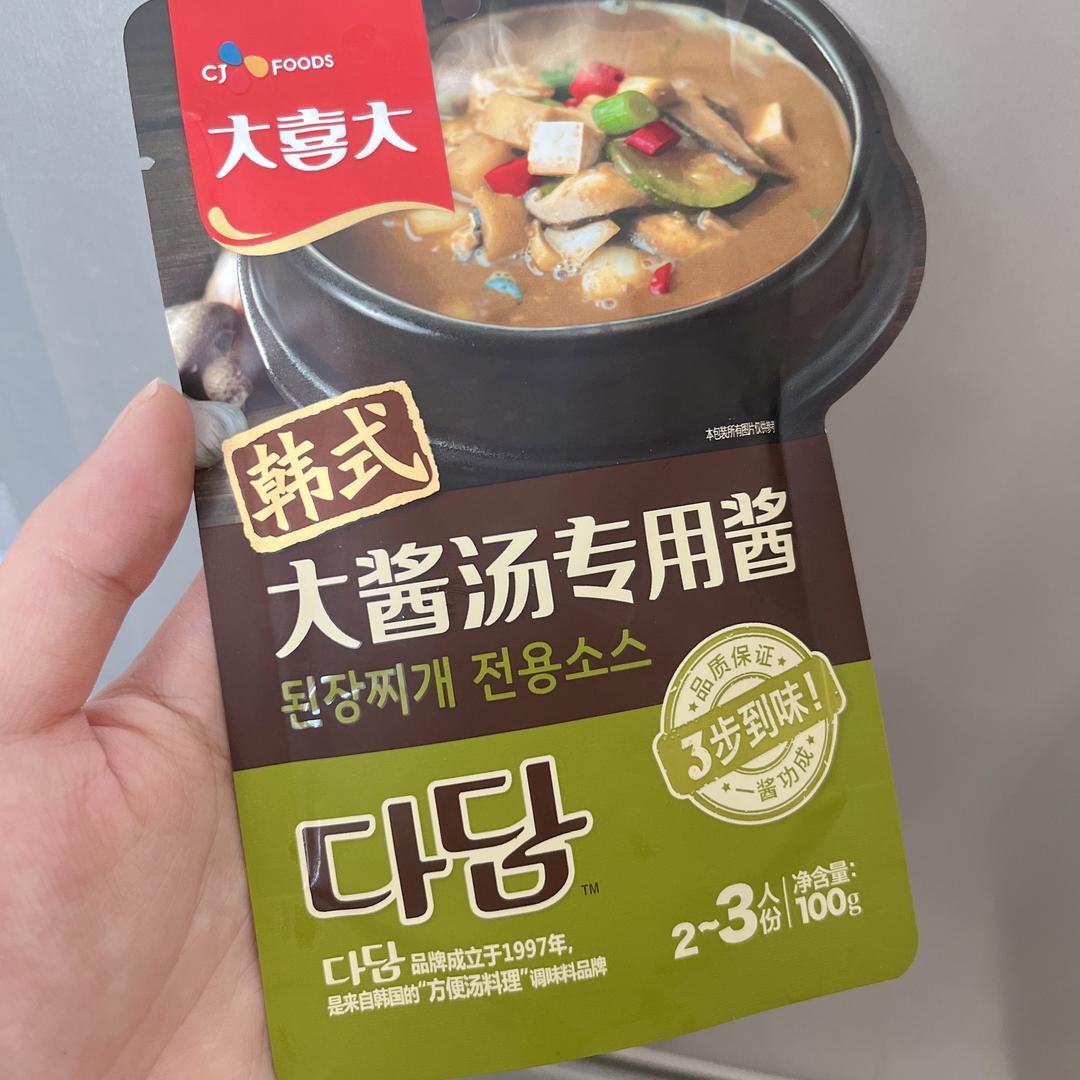 CJ FOODS
大喜大
本包装所有图片仅供参考
韩式
大酱汤专用酱
된장찌개 전용소스
品质保证
3步到味!
一酱功成
다담 TM
2~3人份
净含量:
100g
다담 品牌成立于1997年,
是来自韩国的"方便汤料理"调味料品牌